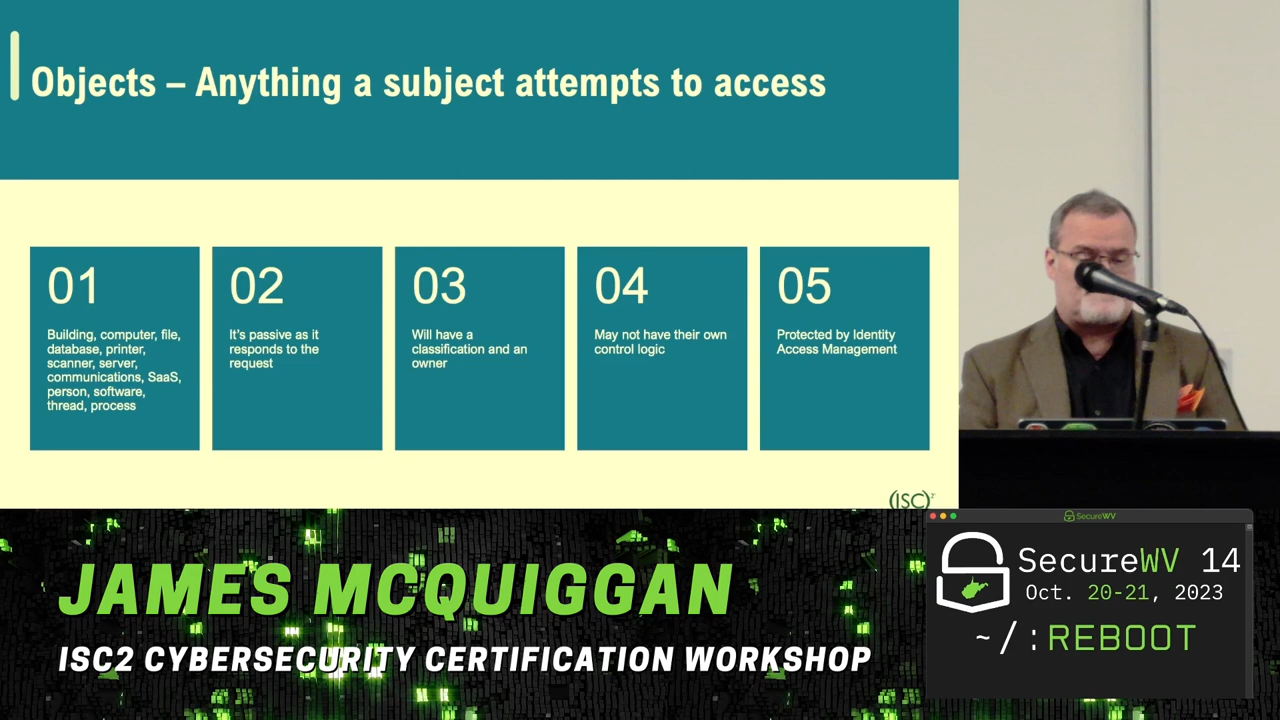 Objects – Anything a subject attempts to access
01
Building, computer, file,
database, printer,
scanner, server,
communications, SaaS,
person, software,
thread, process
02
It's passive as it
responds to the
request
03
Will have a
classification and an
owner
04
May not have their own
control logic
05
Protected by Identity
Access Management
(ISC)²
JAMES MCQUIGGAN
ISC2 CYBERSECURITY CERTIFICATION WORKSHOP
SecureWV
SecureWV 14
Oct. 20-21, 2023
~/:REBOOT